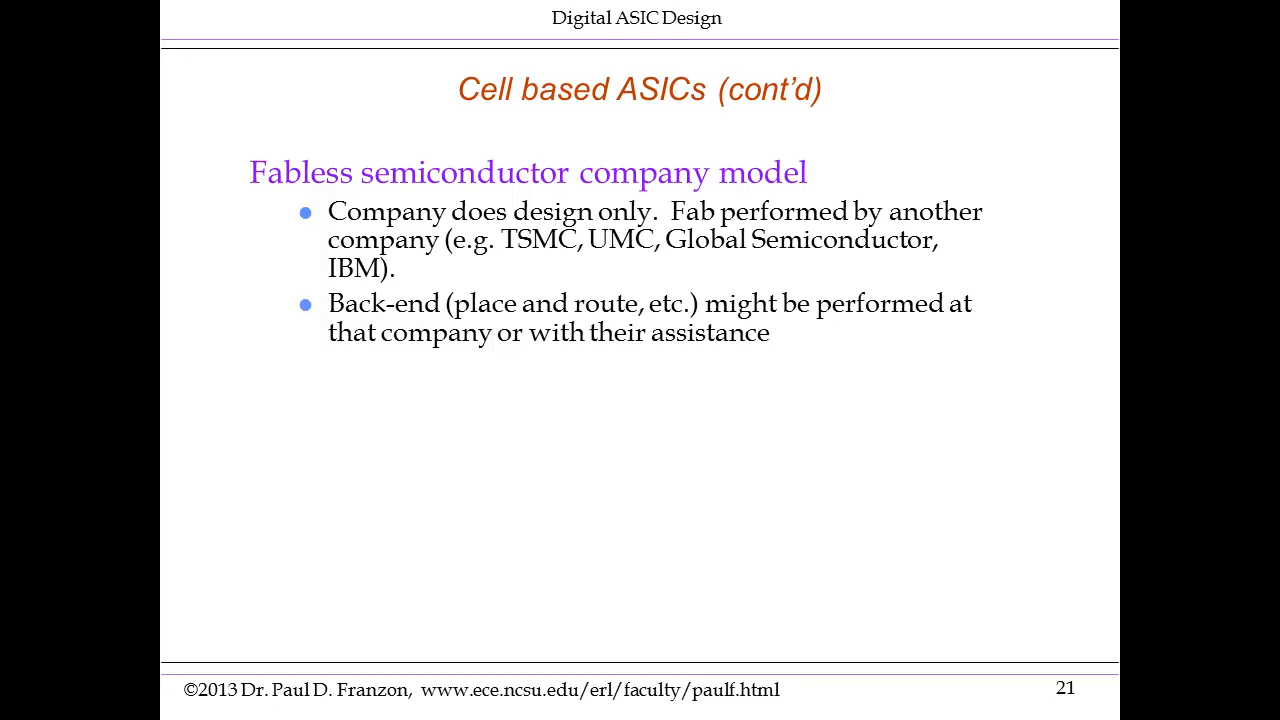 Digital ASIC Design
Cell based ASICs (cont’d)
Fabless semiconductor company model
Company does design only.  Fab performed by another
company (e.g. TSMC, UMC, Global Semiconductor,
IBM).
Back-end (place and route, etc.) might be performed at
that company or with their assistance
©2013 Dr. Paul D. Franzon,  www.ece.ncsu.edu/erl/faculty/paulf.html
21